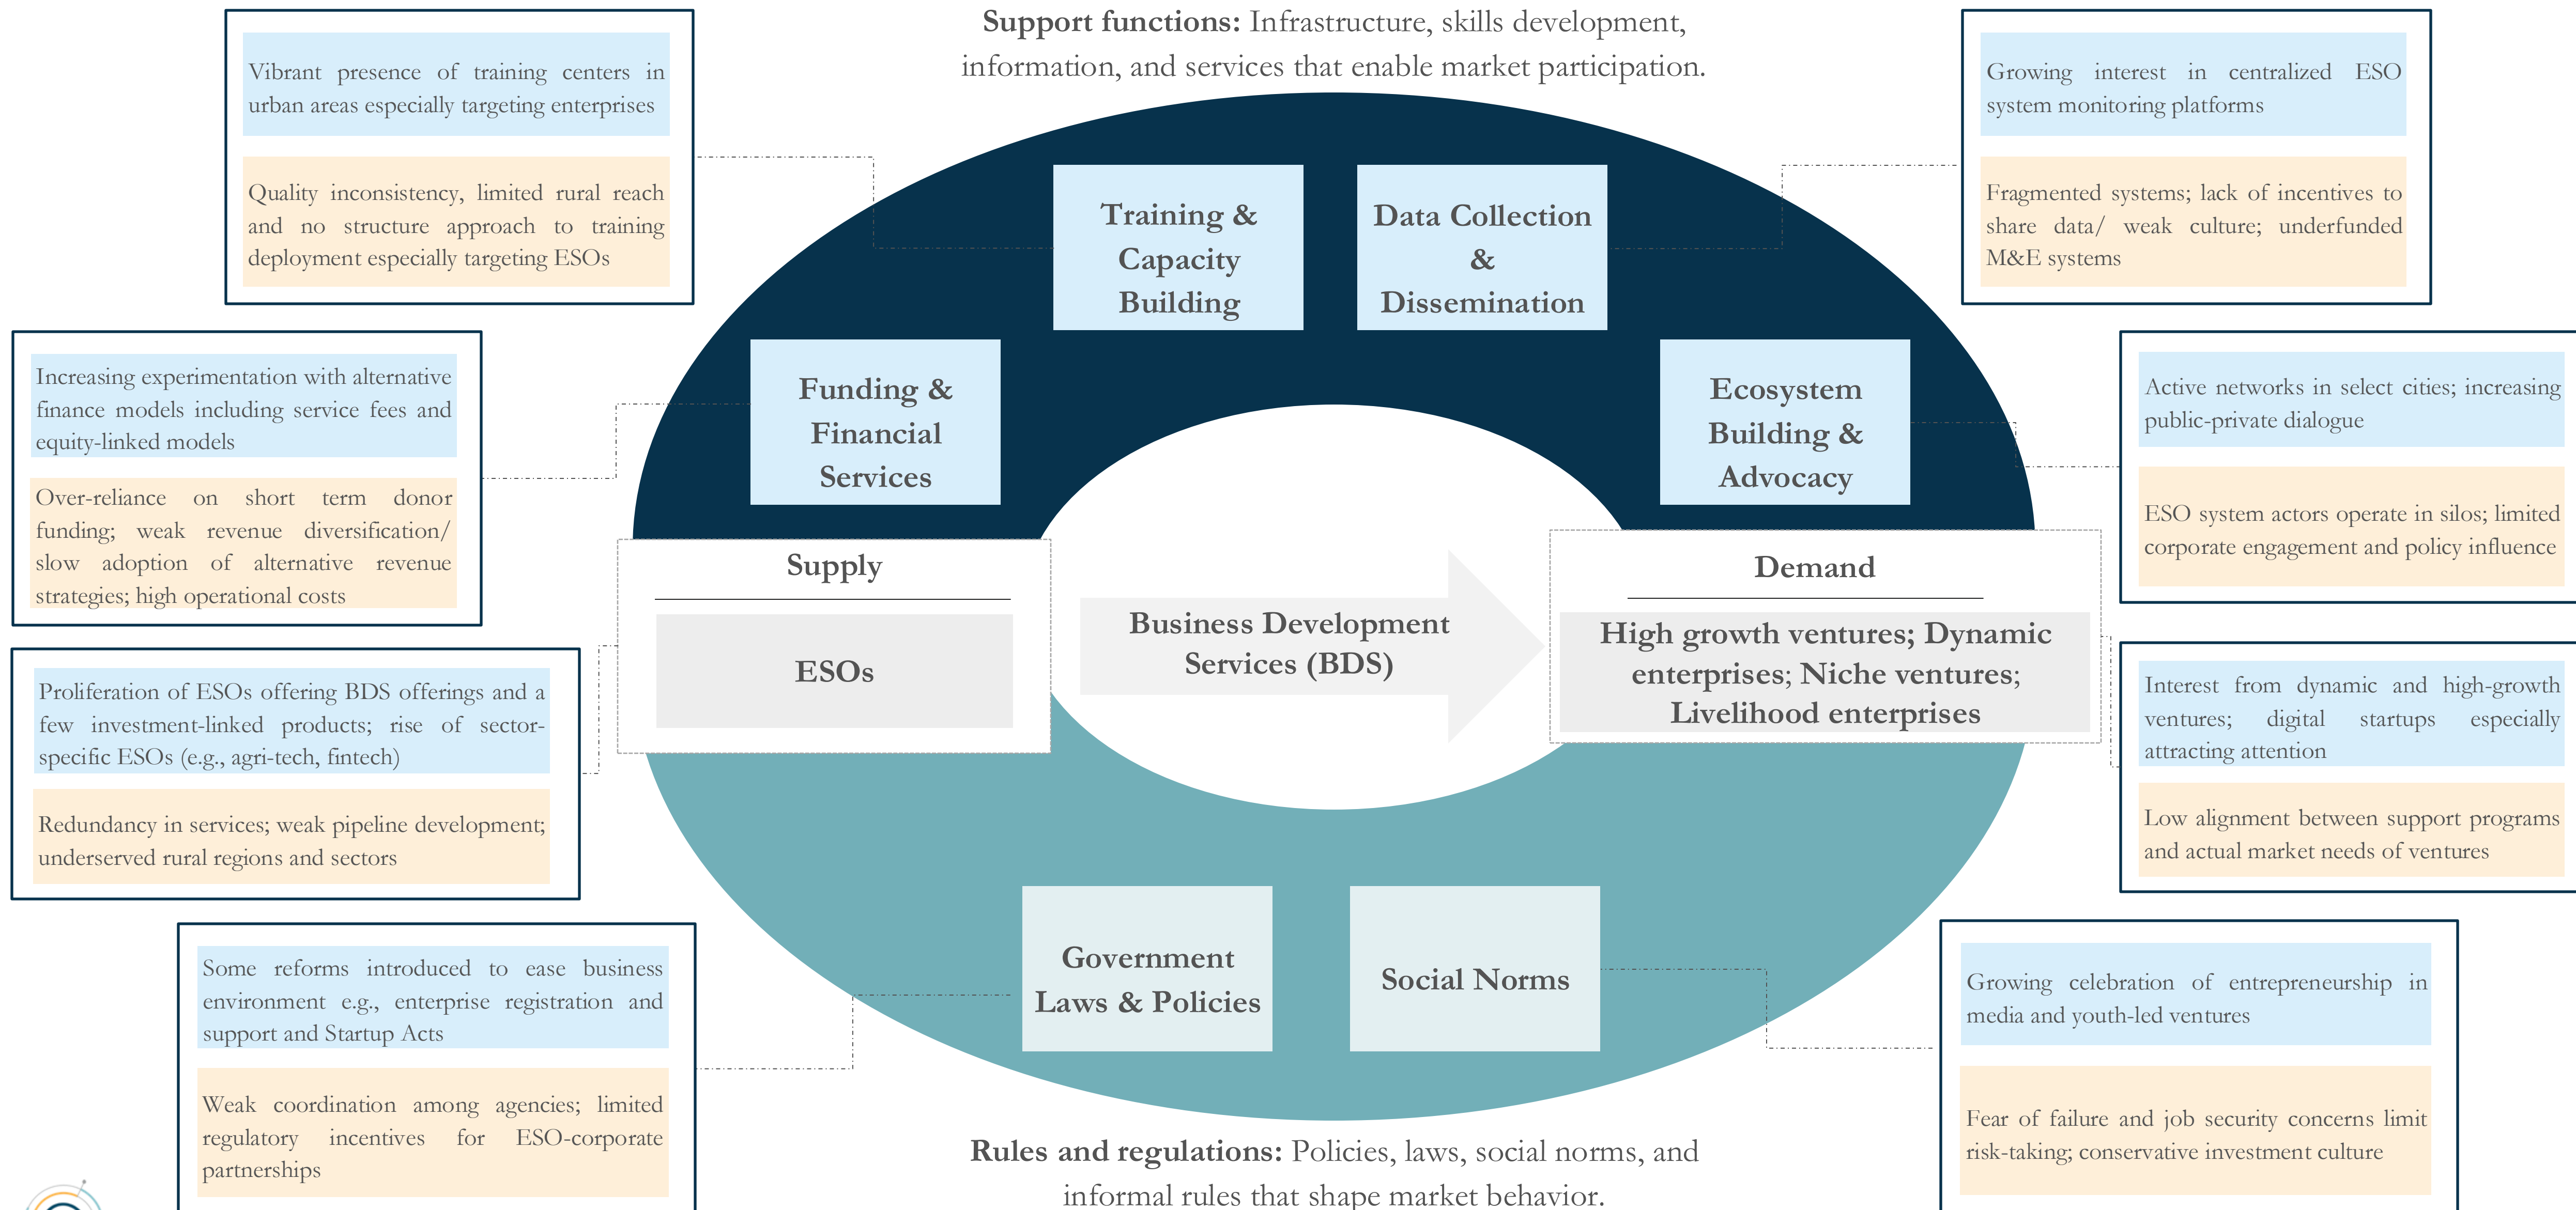 Support functions: Infrastructure, skills development,
information, and services that enable market participation.
Vibrant presence of training centers in
urban areas especially targeting enterprises
Quality inconsistency, limited rural reach
and no structure approach to training
deployment especially targeting ESOs
Growing interest in centralized ESO
system monitoring platforms
Fragmented systems; lack of incentives to
share data/ weak culture; underfunded
M&E systems
Training &
Capacity
Building
Data Collection
&
Dissemination
Increasing experimentation with alternative
finance models including service fees and
equity-linked models
Over-reliance on short term donor
funding; weak revenue diversification/
slow adoption of alternative revenue
strategies; high operational costs
Funding &
Financial
Services
Ecosystem
Building &
Advocacy
Active networks in select cities; increasing
public-private dialogue
ESO system actors operate in silos; limited
corporate engagement and policy influence
Supply
ESOs
Business Development
Services (BDS)
Demand
High growth ventures; Dynamic
enterprises; Niche ventures;
Livelihood enterprises
Proliferation of ESOs offering BDS offerings and a
few investment-linked products; rise of sector-
specific ESOs (e.g., agri-tech, fintech)
Redundancy in services; weak pipeline development;
underserved rural regions and sectors
Interest from dynamic and high-growth
ventures; digital startups especially
attracting attention
Low alignment between support programs
and actual market needs of ventures
Some reforms introduced to ease business
environment e.g., enterprise registration and
support and Startup Acts
Weak coordination among agencies; limited
regulatory incentives for ESO-corporate
partnerships
Government
Laws & Policies
Social Norms
Growing celebration of entrepreneurship in
media and youth-led ventures
Fear of failure and job security concerns limit
risk-taking; conservative investment culture
Rules and regulations: Policies, laws, social norms, and
informal rules that shape market behavior.